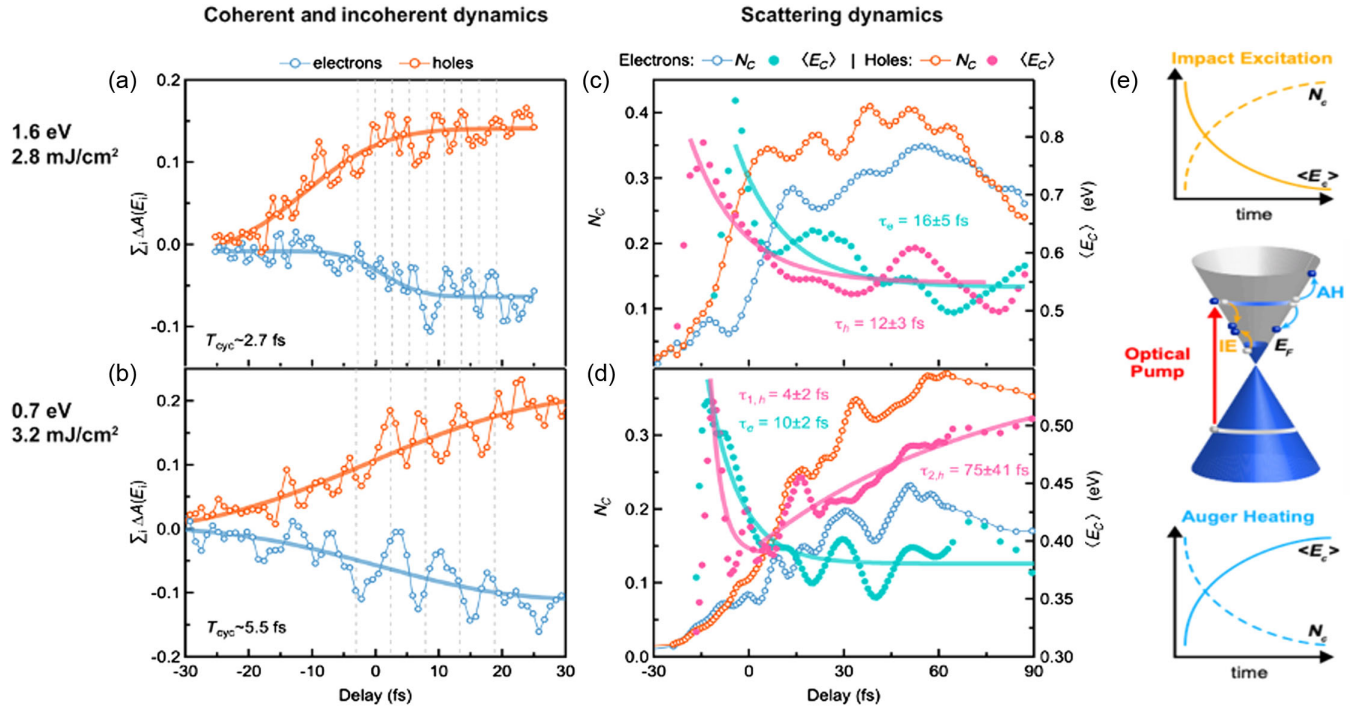 Coherent and incoherent dynamics
Scattering dynamics
1.6 eV
2.8 mJ/cm²
0.7 eV
3.2 mJ/cm²
(a)
electrons
holes
0.2
0.1
0.0
-0.1
∑ᵢ ΔA(Eᵢ)
T_cyc~2.7 fs
(b)
0.2
0.1
0.0
-0.1
-0.2
∑ᵢ ΔA(Eᵢ)
T_cyc~5.5 fs
-30 -20 -10 0 10 20 30
Delay (fs)
(c)
Electrons: N_C ⟨E_C⟩ | Holes: N_C ⟨E_C⟩
0.4
0.3
0.2
0.1
N_C
0.8
0.7
0.6
0.5
⟨E_C⟩ (eV)
τ_e = 16±5 fs
τ_h = 12±3 fs
(d)
0.3
0.2
0.1
0.0
N_C
0.50
0.45
0.40
0.35
0.30
⟨E_C⟩ (eV)
τ_1,h = 4±2 fs
τ_e = 10±2 fs
τ_2,h = 75±41 fs
-30 0 30 60 90
Delay (fs)
(e)
Impact Excitation
N_c
<E_c>
time
AH
IE
E_F
Optical
Pump
Auger Heating
<E_c>
N_c
time